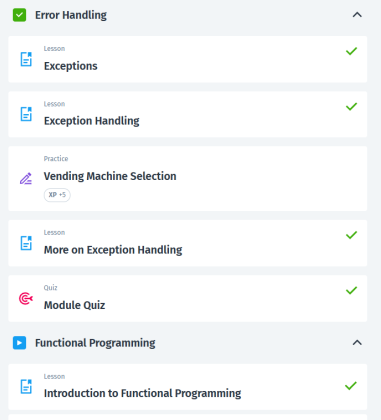 Error Handling
Lesson
Exceptions
Lesson
Exception Handling
Practice
Vending Machine Selection
XP +5
Lesson
More on Exception Handling
Quiz
Module Quiz
Functional Programming
Lesson
Introduction to Functional Programming